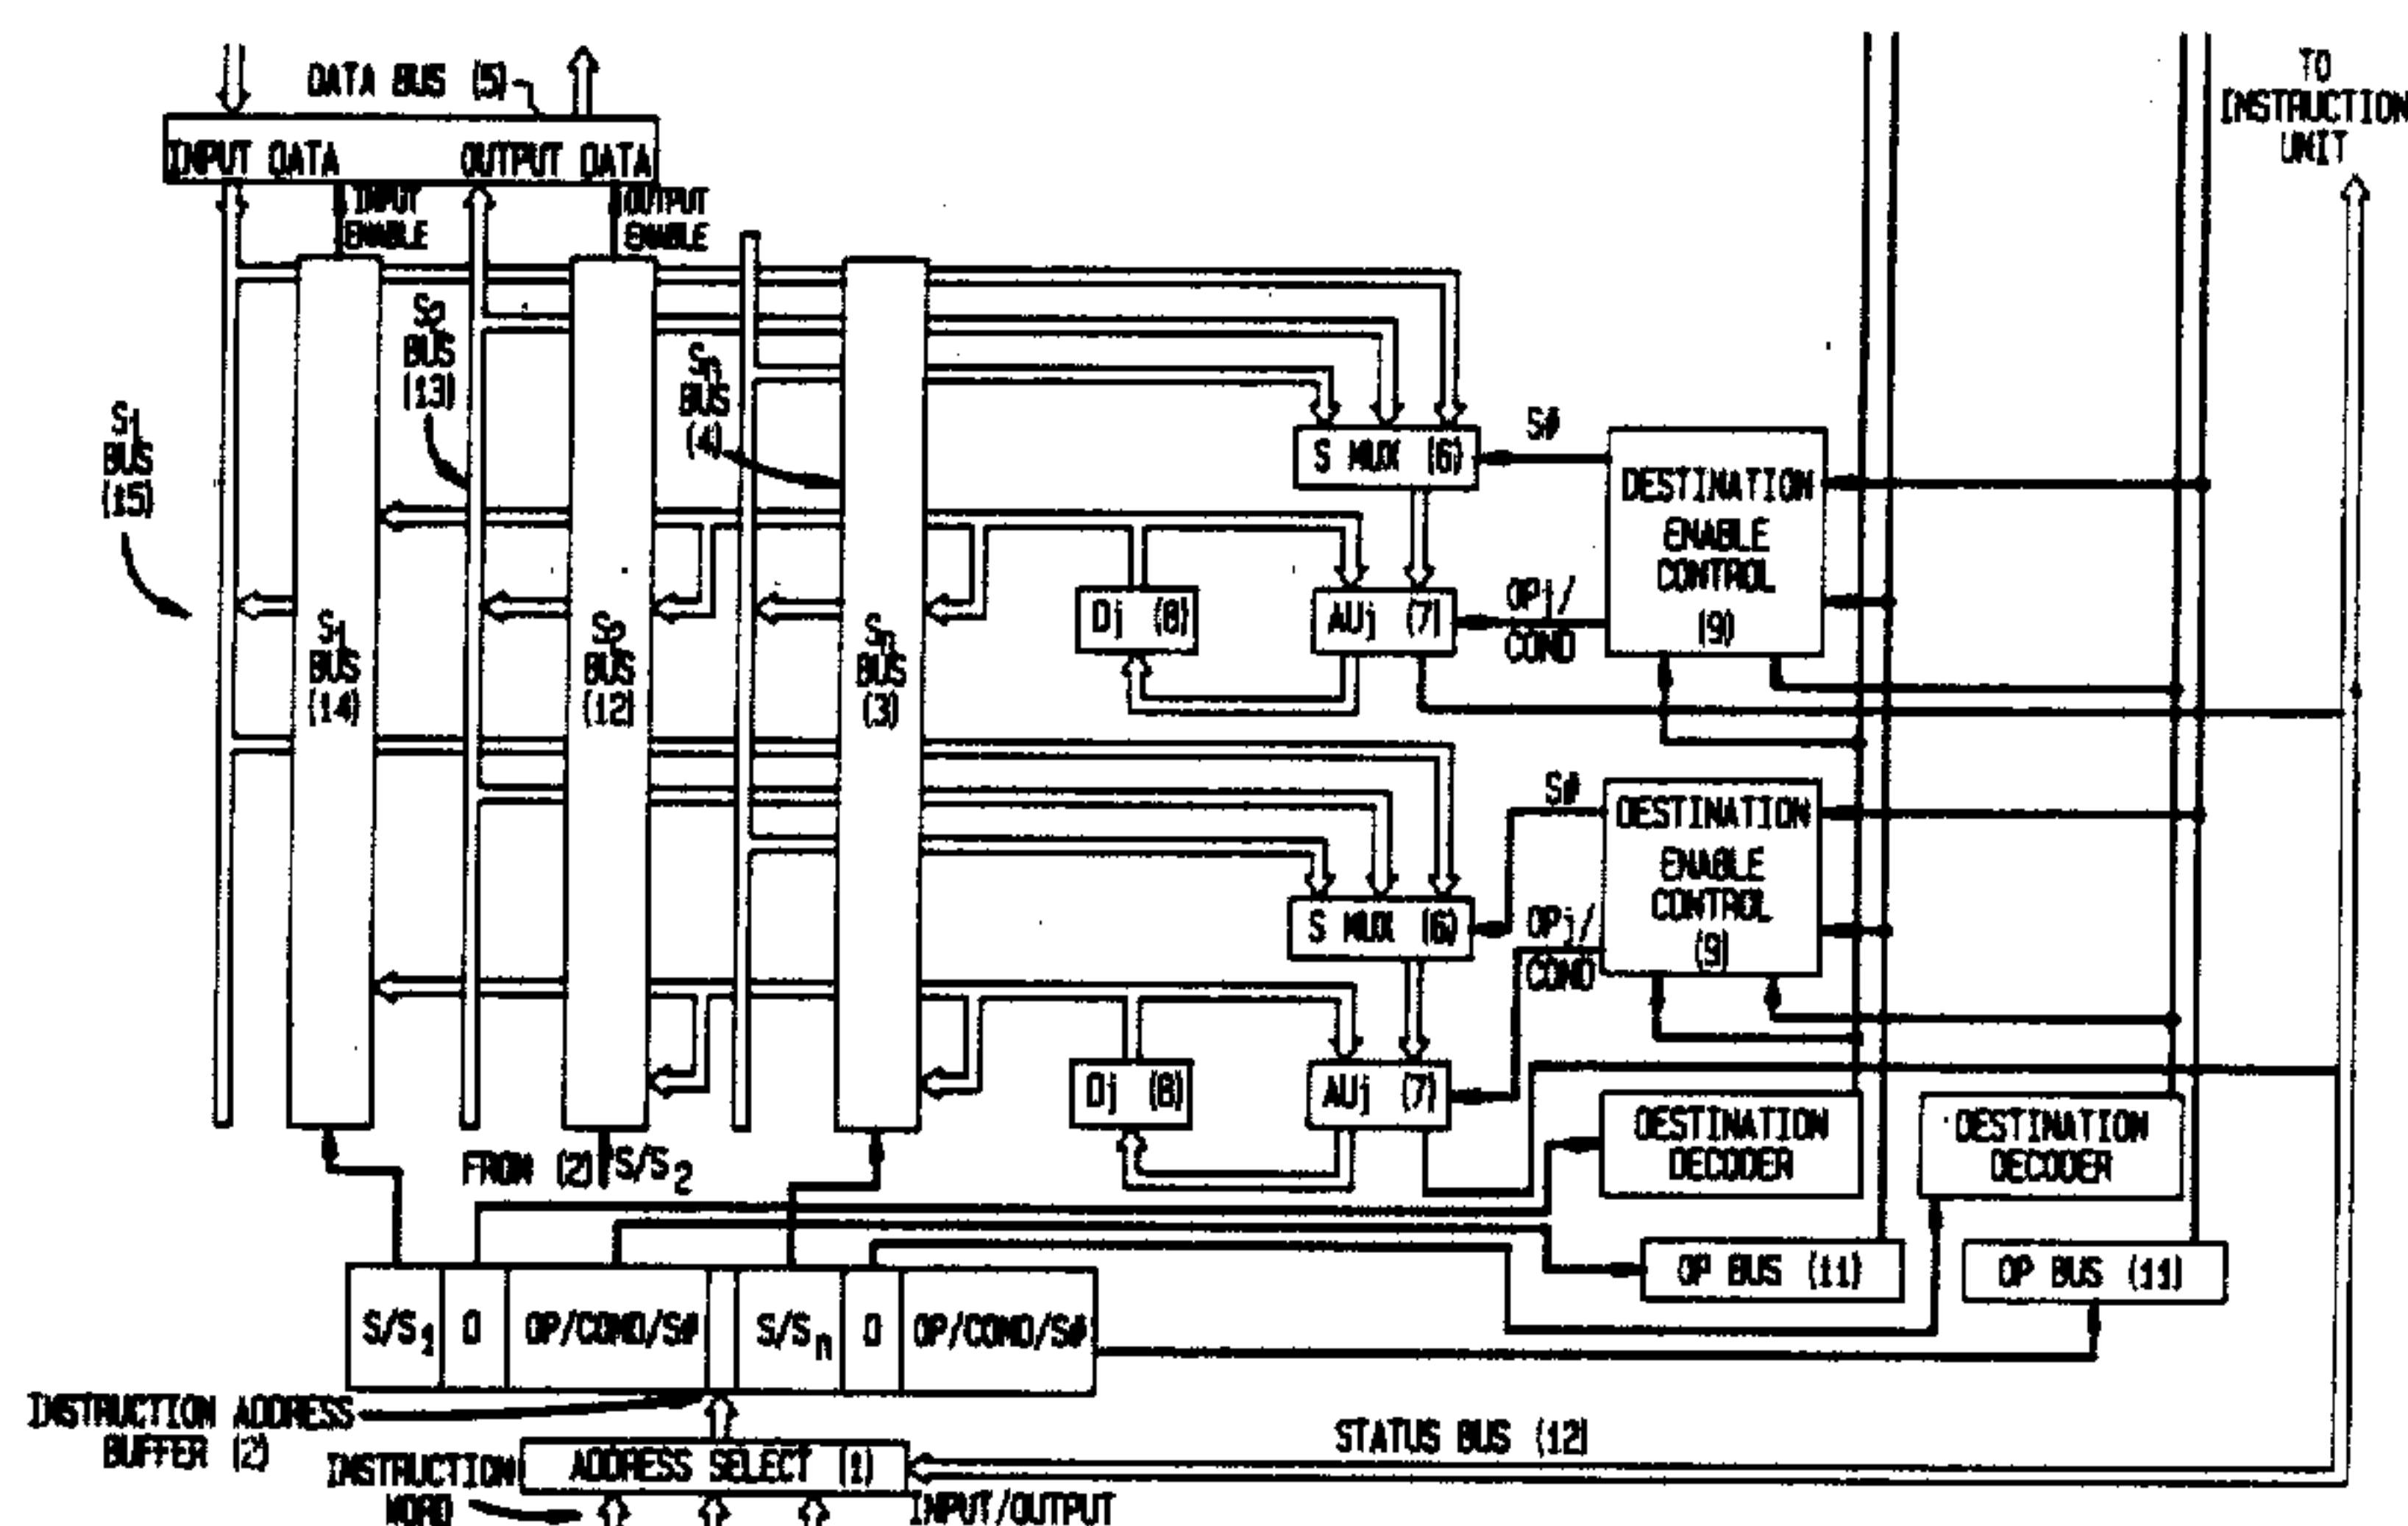 DATA BUS (5)
INPUT DATA
OUTPUT DATA
INPUT
ENABLE
OUTPUT
ENABLE
TO
INSTRUCTION
UNIT
S1
BUS
(15)
S2
BUS
(13)
Sn
BUS
(4)
S1
BUS
(14)
S2
BUS
(12)
Sn
BUS
(3)
S MUX (6)
S#
DESTINATION
ENABLE
CONTROL
(9)
Dj (8)
AUj (7)
OPj/
COND
S MUX (6)
S#
DESTINATION
ENABLE
CONTROL
(9)
OPj/
COND
Dj (8)
AUj (7)
DESTINATION
DECODER
DESTINATION
DECODER
FROM (2) S/S2
OP BUS (11)
OP BUS (11)
S/S1
D
OP/COND/S#
S/Sn
D
OP/COND/S#
INSTRUCTION ADDRESS
BUFFER (2)
ADDRESS SELECT (1)
STATUS BUS (12)
INSTRUCTION
WORD
INPUT/OUTPUT